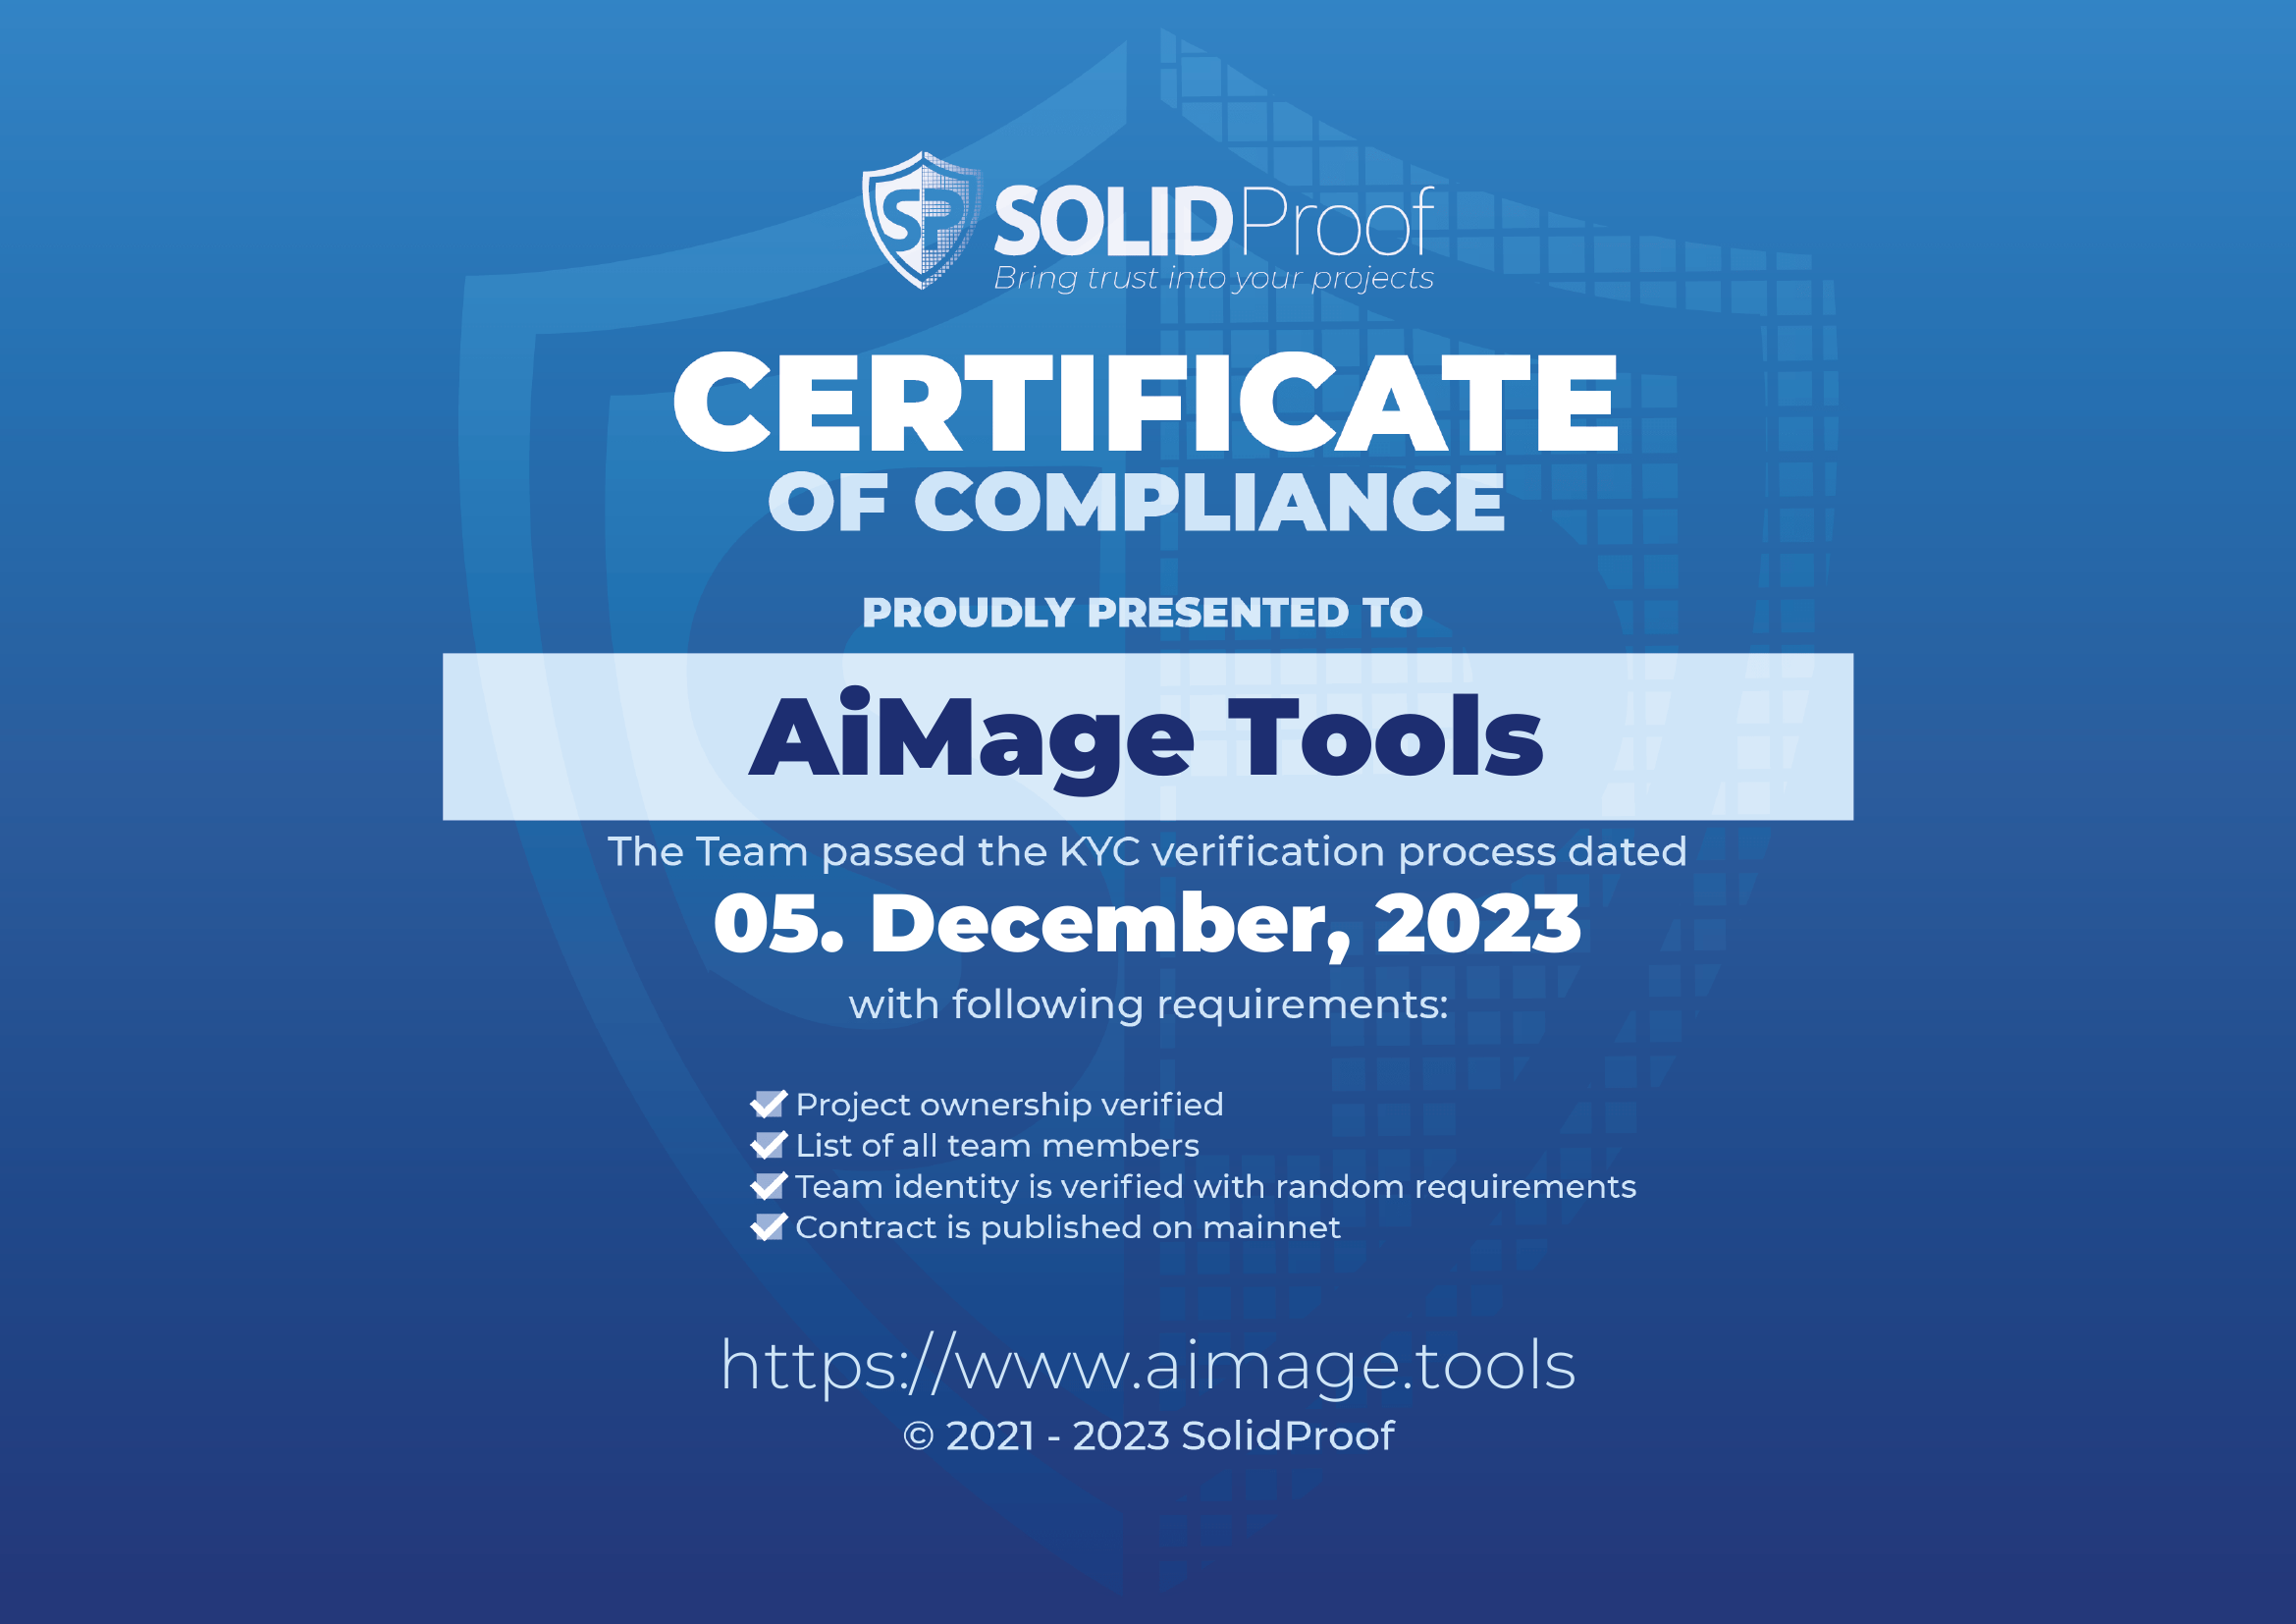 SP SOLIDProof
Bring trust into your projects
CERTIFICATE
OF COMPLIANCE
PROUDLY PRESENTED TO
AiMage Tools
The Team passed the KYC verification process dated
05. December, 2023
with following requirements:
Project ownership verified
List of all team members
Team identity is verified with random requirements
Contract is published on mainnet
https://www.aimage.tools
© 2021 - 2023 SolidProof